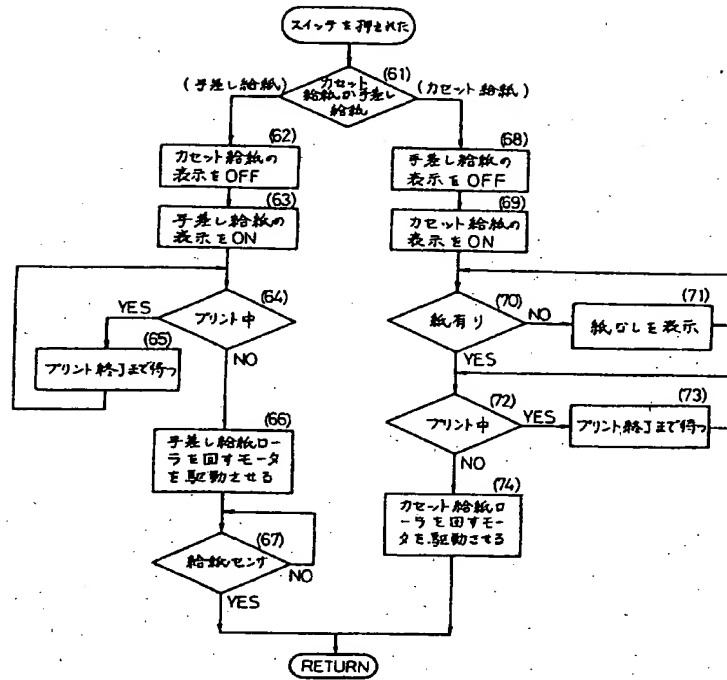 スイッチを押された
(61)
カセット
給紙か手差し
給紙
(手差し給紙)
(カセット給紙)
(62)
カセット給紙の
表示をOFF
(63)
手差し給紙の
表示をON
(64)
プリント中
YES
NO
(65)
プリント終了まで待つ
(66)
手差し給紙ロー
ラを回すモータ
を駆動させる
(67)
給紙センサ
NO
YES
(68)
手差し給紙の
表示をOFF
(69)
カセット給紙の
表示をON
(70)
紙有り
NO
YES
(71)
紙なしを表示
(72)
プリント中
YES
NO
(73)
プリント終了まで待つ
(74)
カセット給紙ロ
ーラを回すモー
タを駆動させる
RETURN